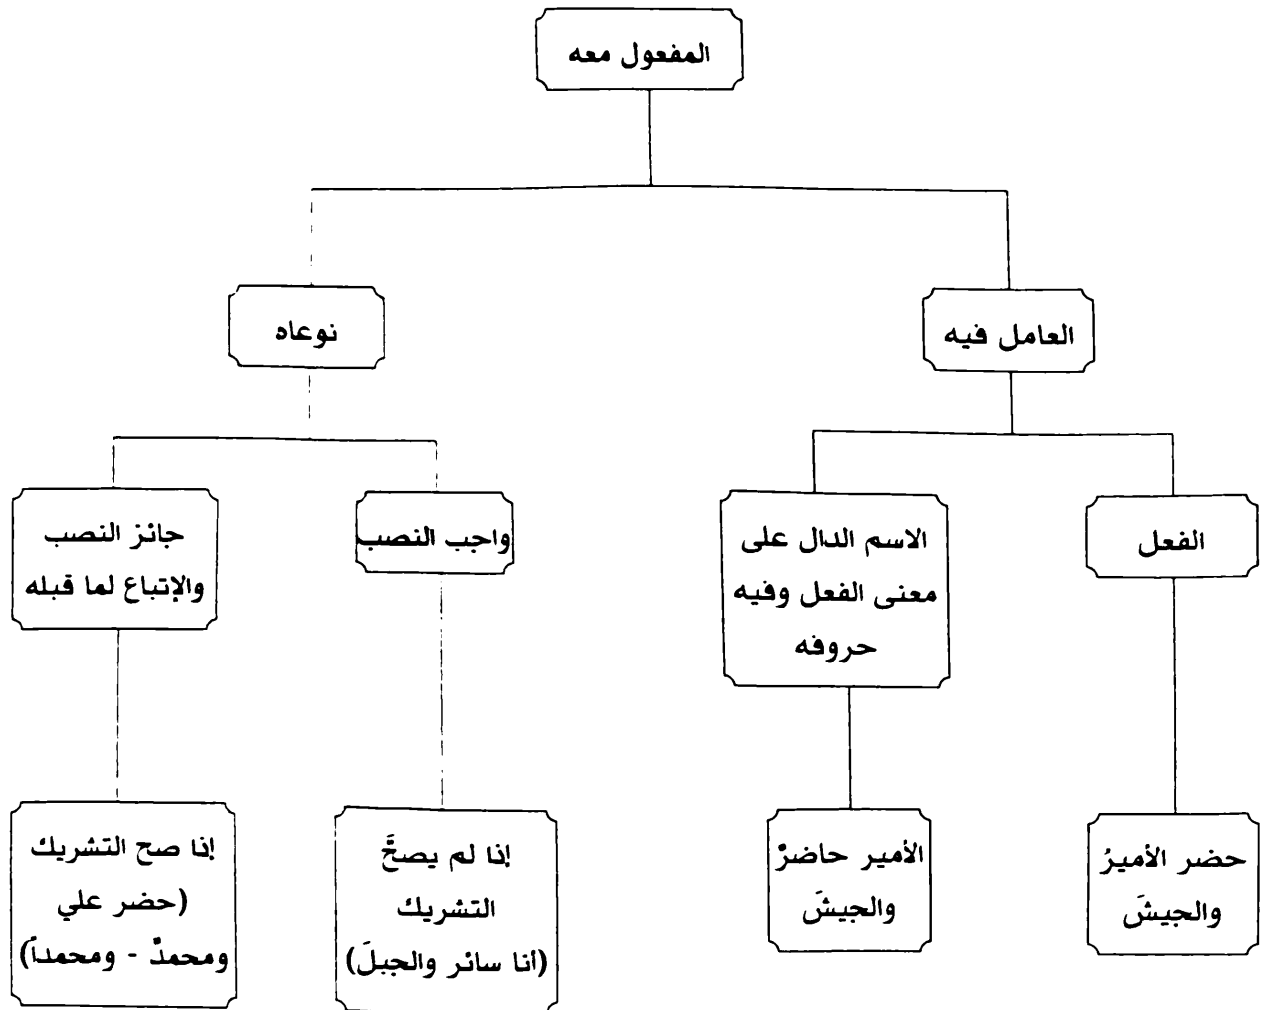 المفعول معه
العامل فيه
نوعاه
الفعل
الاسم الدال على
معنى الفعل وفيه
حروفه
واجب النصب
جائز النصب
والإتباع لما قبله
حضر الأميرُ
والجيشَ
الأمير حاضرٌ
والجيشَ
إذا لم يصحَّ
التشريك
(أنا سائر والجبلَ)
إذا صح التشريك
(حضر علي
ومحمدٌ - ومحمداً)